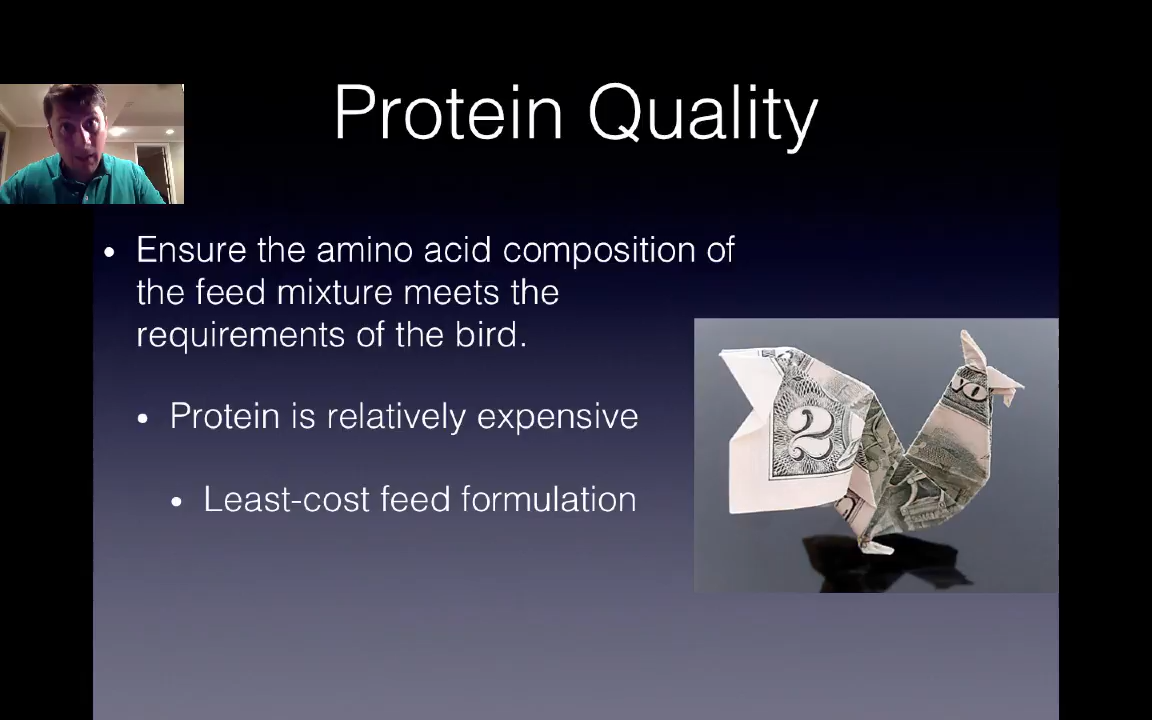 Protein Quality
• Ensure the amino acid composition of
the feed mixture meets the
requirements of the bird.
• Protein is relatively expensive
• Least-cost feed formulation
2